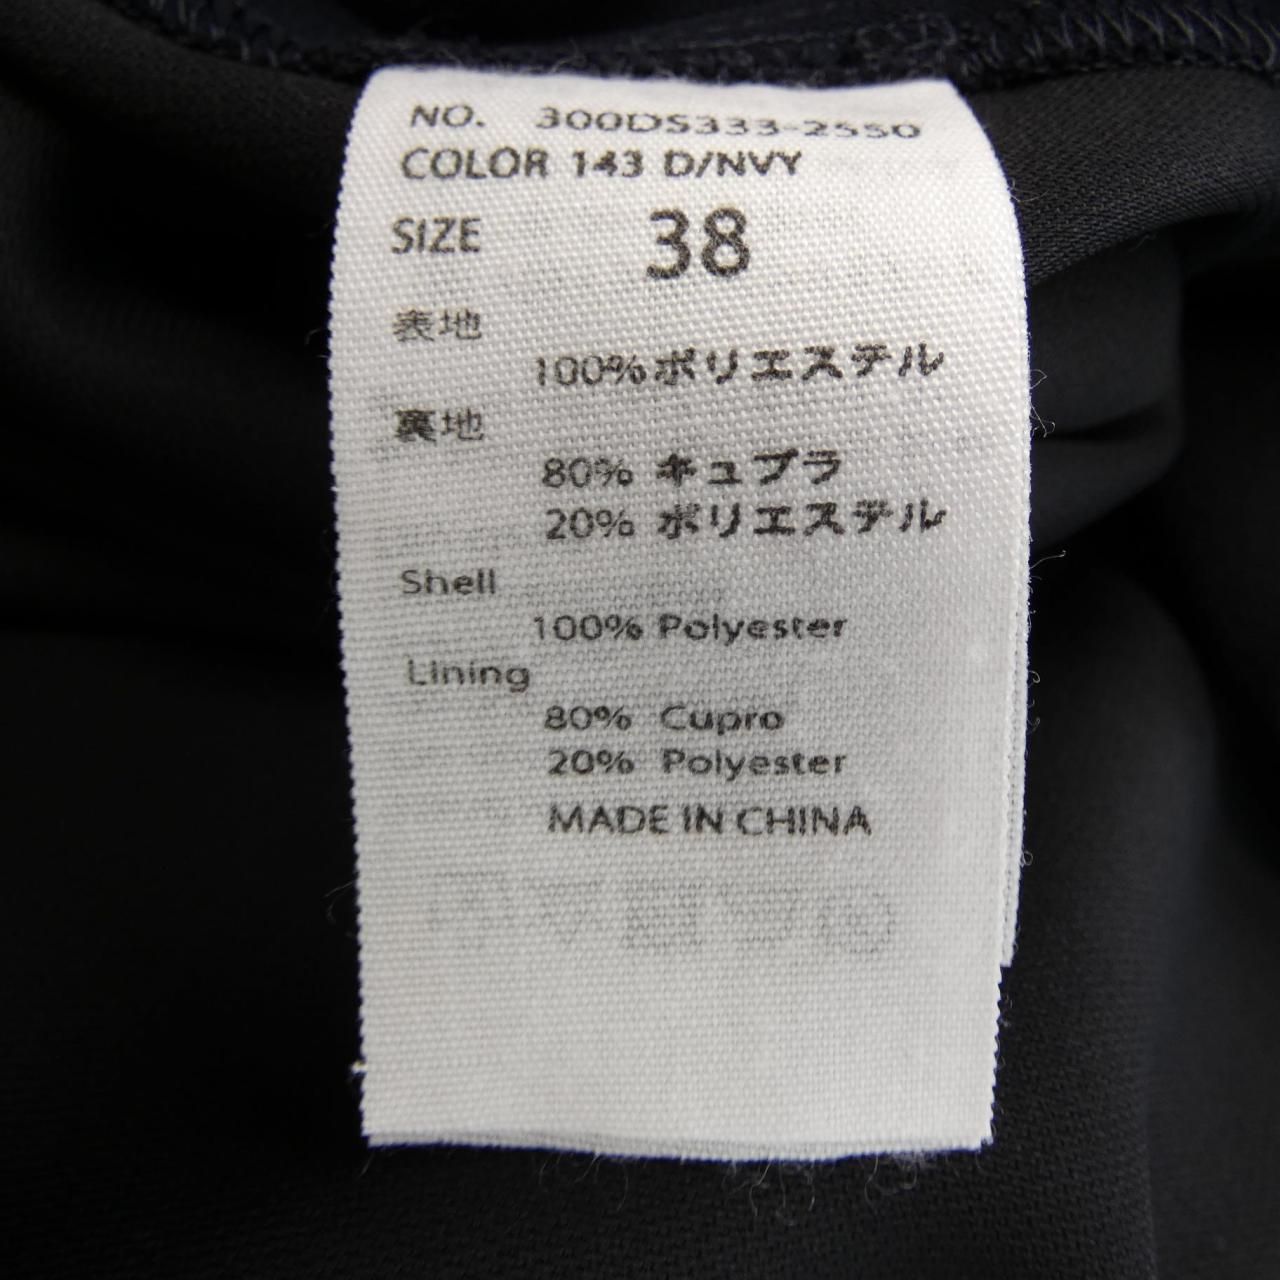 NO. 300DS333-2550
COLOR 143 D/NVY
SIZE 38
表地
100%ポリエステル
裏地
80% キュプラ
20% ポリエステル
Shell
100% Polyester
Lining
80% Cupro
20% Polyester
MADE IN CHINA